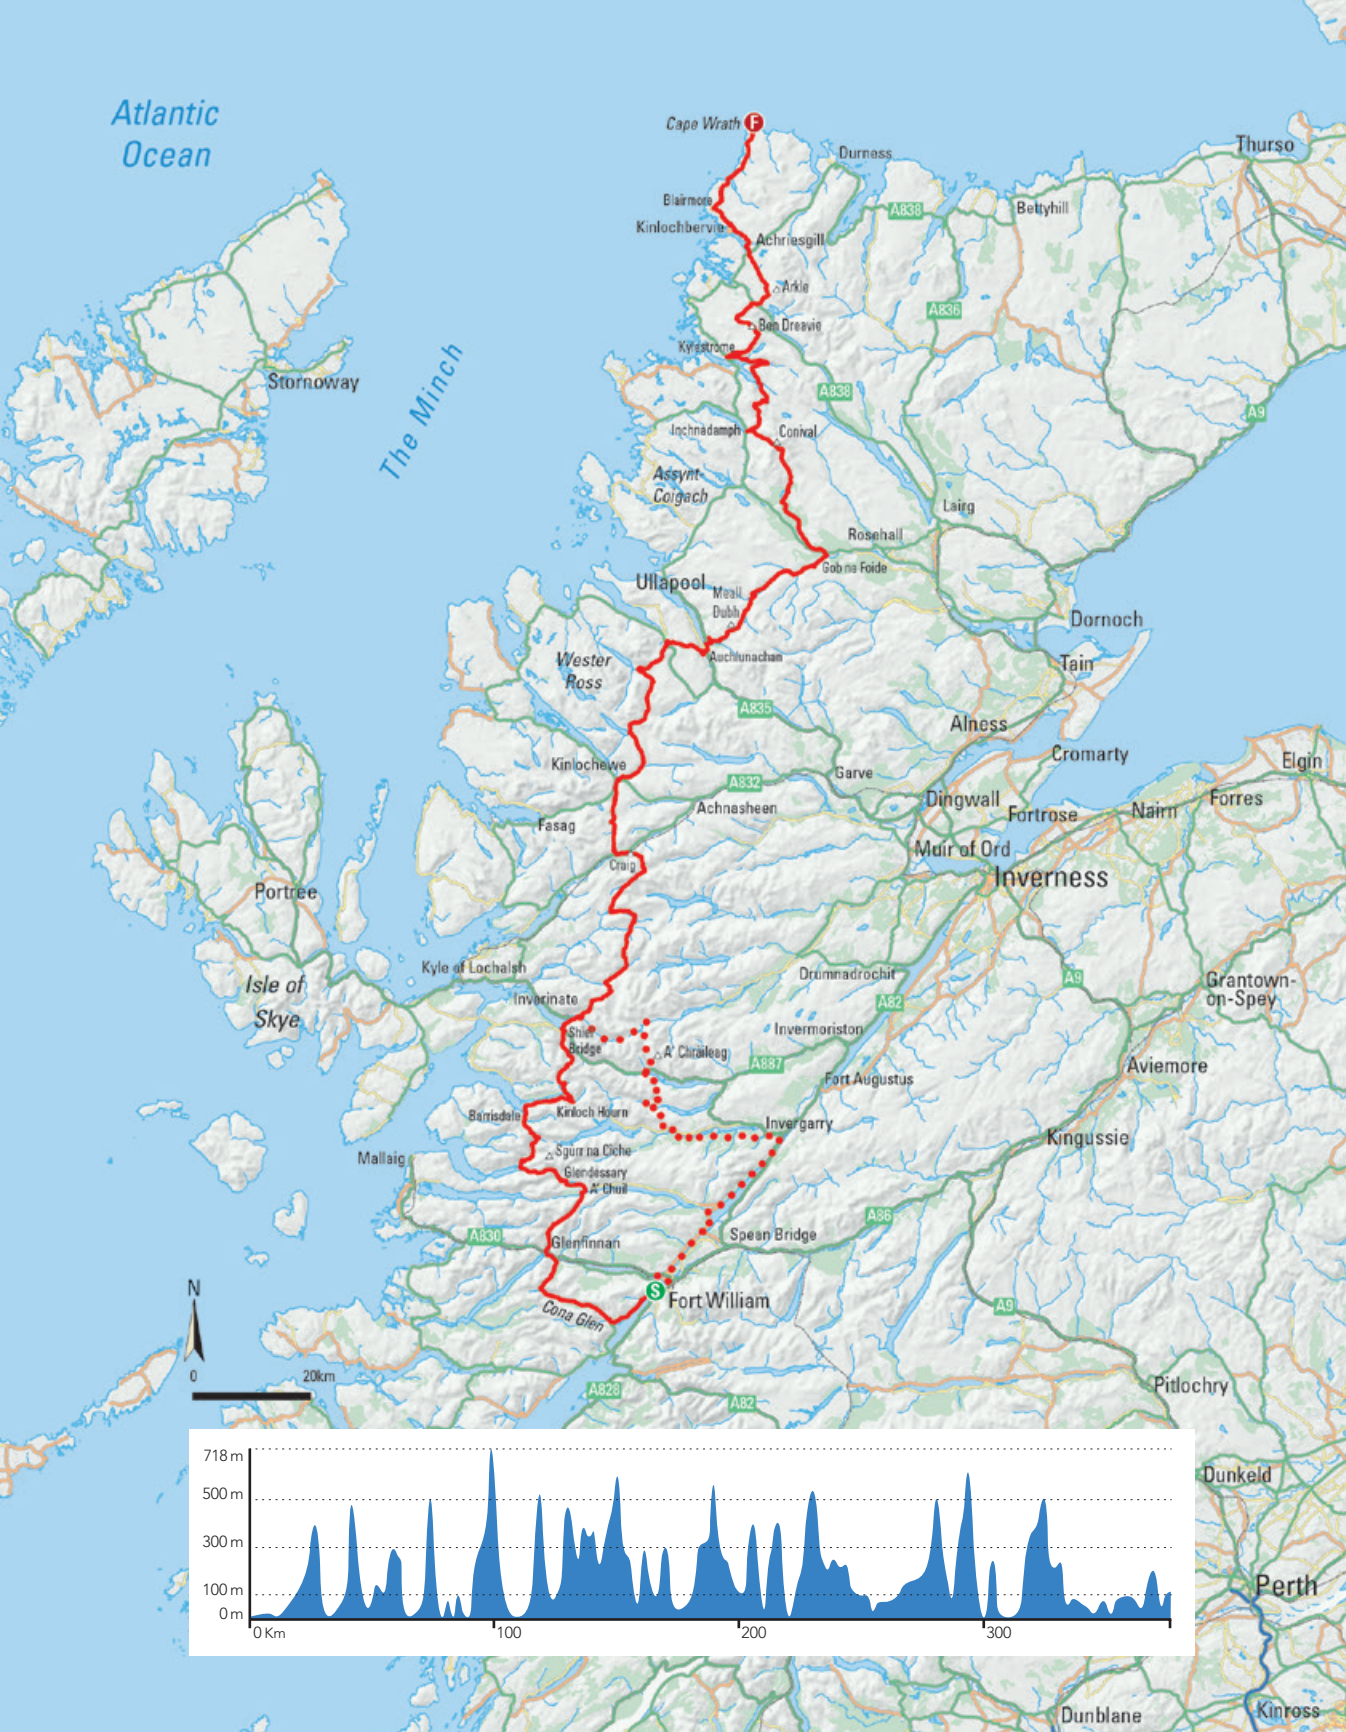 Atlantic
Ocean
Cape Wrath
F
Durness
Thurso
Blairmore
A838
Bettyhill
Kinlochbervie
Achriesgill
Arkle
A836
Ben Dreavie
Kylestrome
The Minch
Stornoway
A838
A9
Inchnadamph
Conival
Assynt-
Coigach
Lairg
Rosehall
Gob na Foide
Ullapool
Meall
Dubh
Dornoch
Auchlunachan
Wester
Ross
Tain
A835
Alness
Cromarty
Kinlochewe
Garve
A832
Elgin
Achnasheen
Dingwall
Fortrose
Nairn
Forres
Fasag
Muir of Ord
Craig
Inverness
Portree
Kyle of Lochalsh
Drumnadrochit
A9
Grantown-
on-Spey
Isle of
Skye
Inverinate
A82
Shiel
Bridge
Invermoriston
A' Chraileag
A887
Aviemore
Fort Augustus
Barrisdale
Kinloch Hourn
Invergarry
Kingussie
Mallaig
Sgurr na Ciche
Glendessary
A' Chuil
A86
A830
Glenfinnan
Spean Bridge
S
Fort William
Cona Glen
A9
N
0 20km
A828
A82
Pitlochry
Dunkeld
Perth
Dunblane
Kinross
718 m
500 m
300 m
100 m
0 m
0 Km 100 200 300